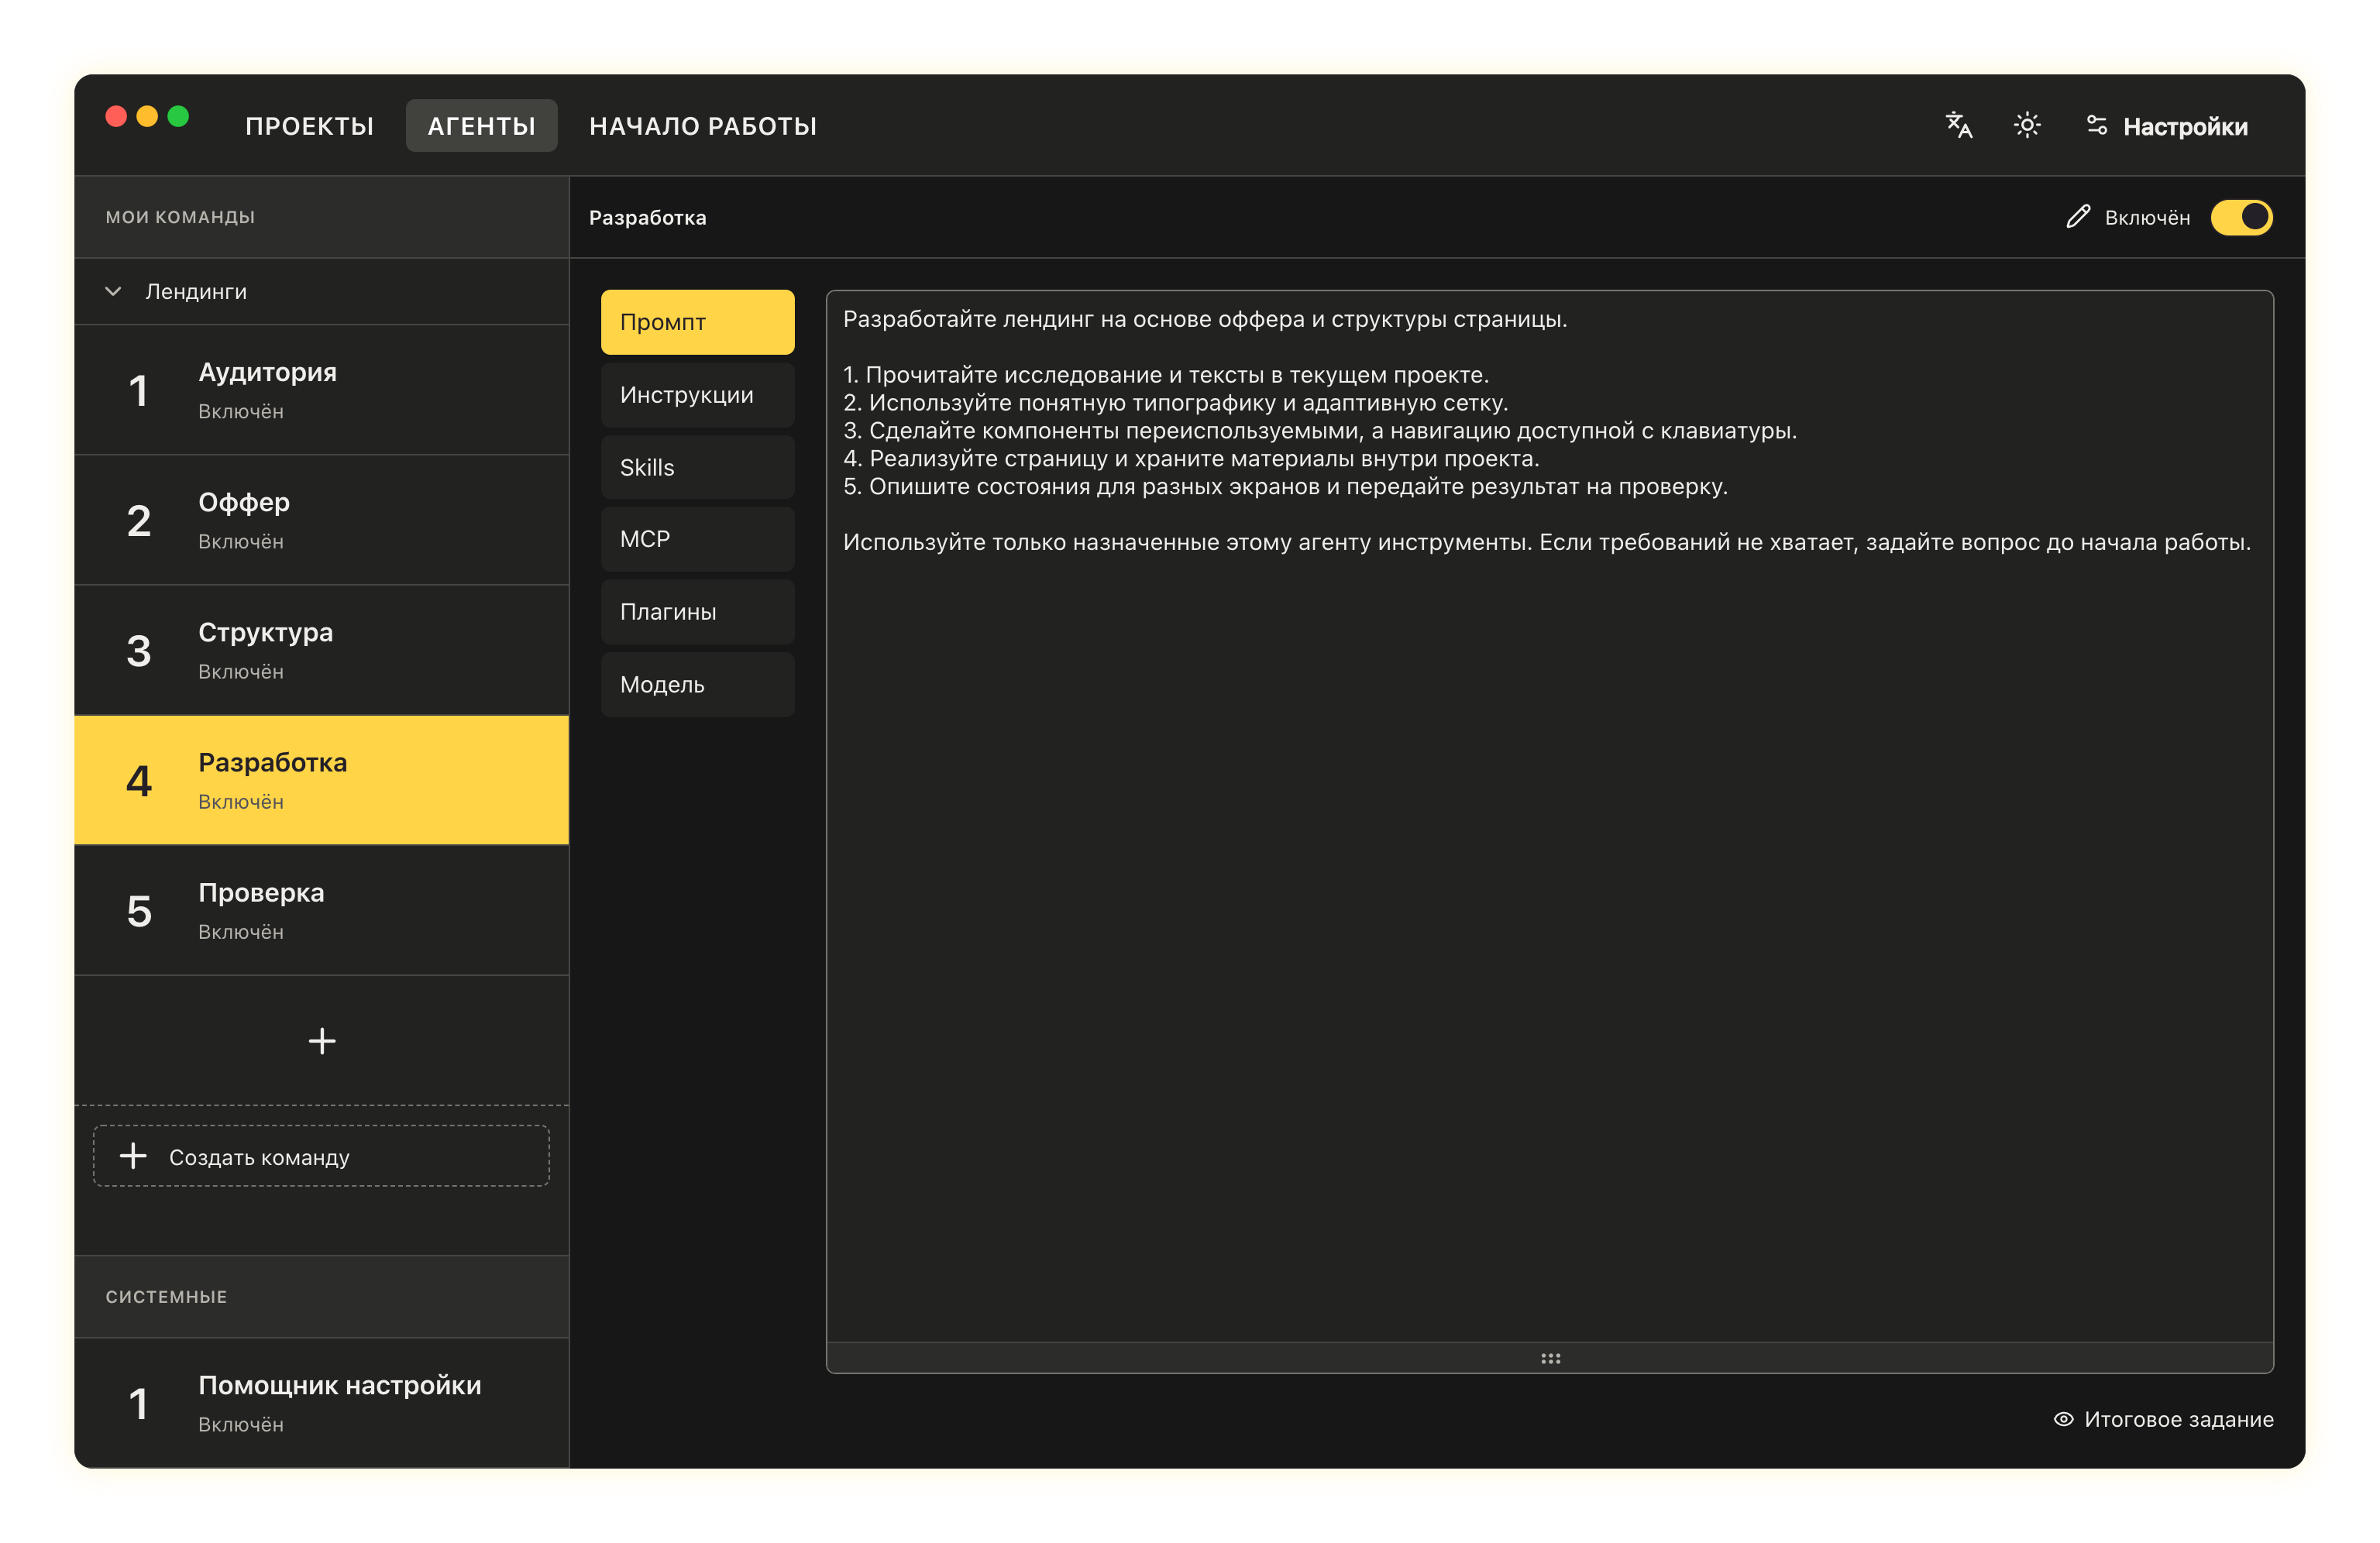 ПРОЕКТЫ
АГЕНТЫ
НАЧАЛО РАБОТЫ
Настройки
МОИ КОМАНДЫ
Лендинги
1
Аудитория
Включён
2
Оффер
Включён
3
Структура
Включён
4
Разработка
Включён
5
Проверка
Включён
Создать команду
СИСТЕМНЫЕ
1
Помощник настройки
Включён
Разработка
Включён
Промпт
Инструкции
Skills
MCP
Плагины
Модель
Разработайте лендинг на основе оффера и структуры страницы.
1. Прочитайте исследование и тексты в текущем проекте.
2. Используйте понятную типографику и адаптивную сетку.
3. Сделайте компоненты переиспользуемыми, а навигацию доступной с клавиатуры.
4. Реализуйте страницу и храните материалы внутри проекта.
5. Опишите состояния для разных экранов и передайте результат на проверку.
Используйте только назначенные этому агенту инструменты. Если требований не хватает, задайте вопрос до начала работы.
Итоговое задание